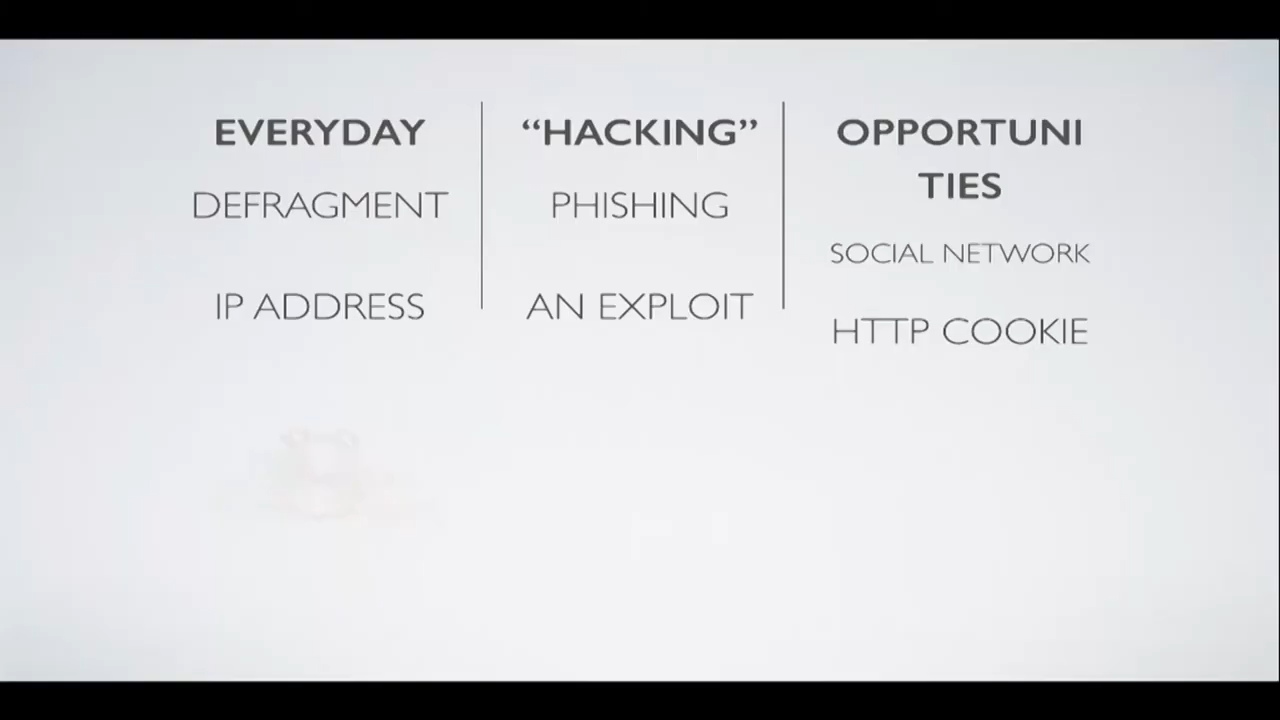 EVERYDAY
DEFRAGMENT
IP ADDRESS
“HACKING”
PHISHING
AN EXPLOIT
OPPORTUNI
TIES
SOCIAL NETWORK
HTTP COOKIE